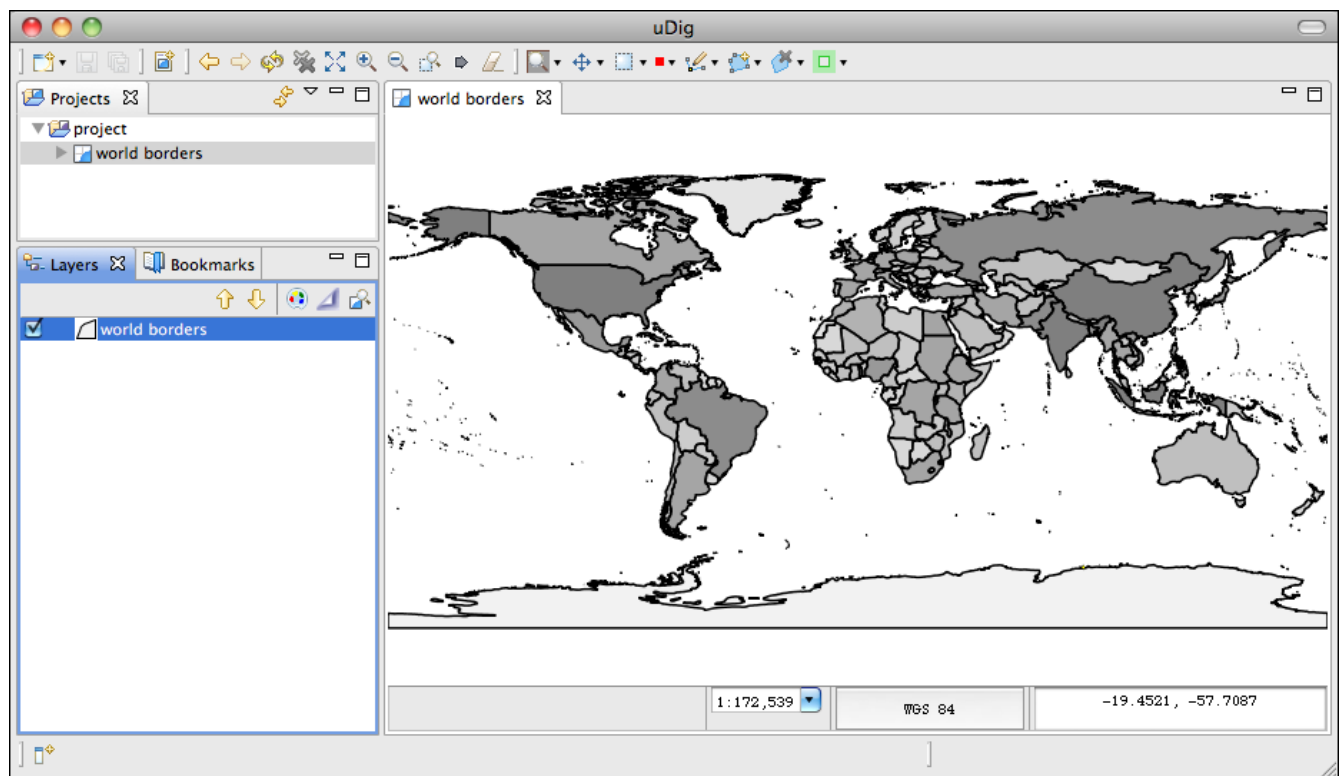 uDig
Projects
world borders
project
world borders
Layers
Bookmarks
world borders
1:172,539
WGS 84
-19.4521, -57.7087